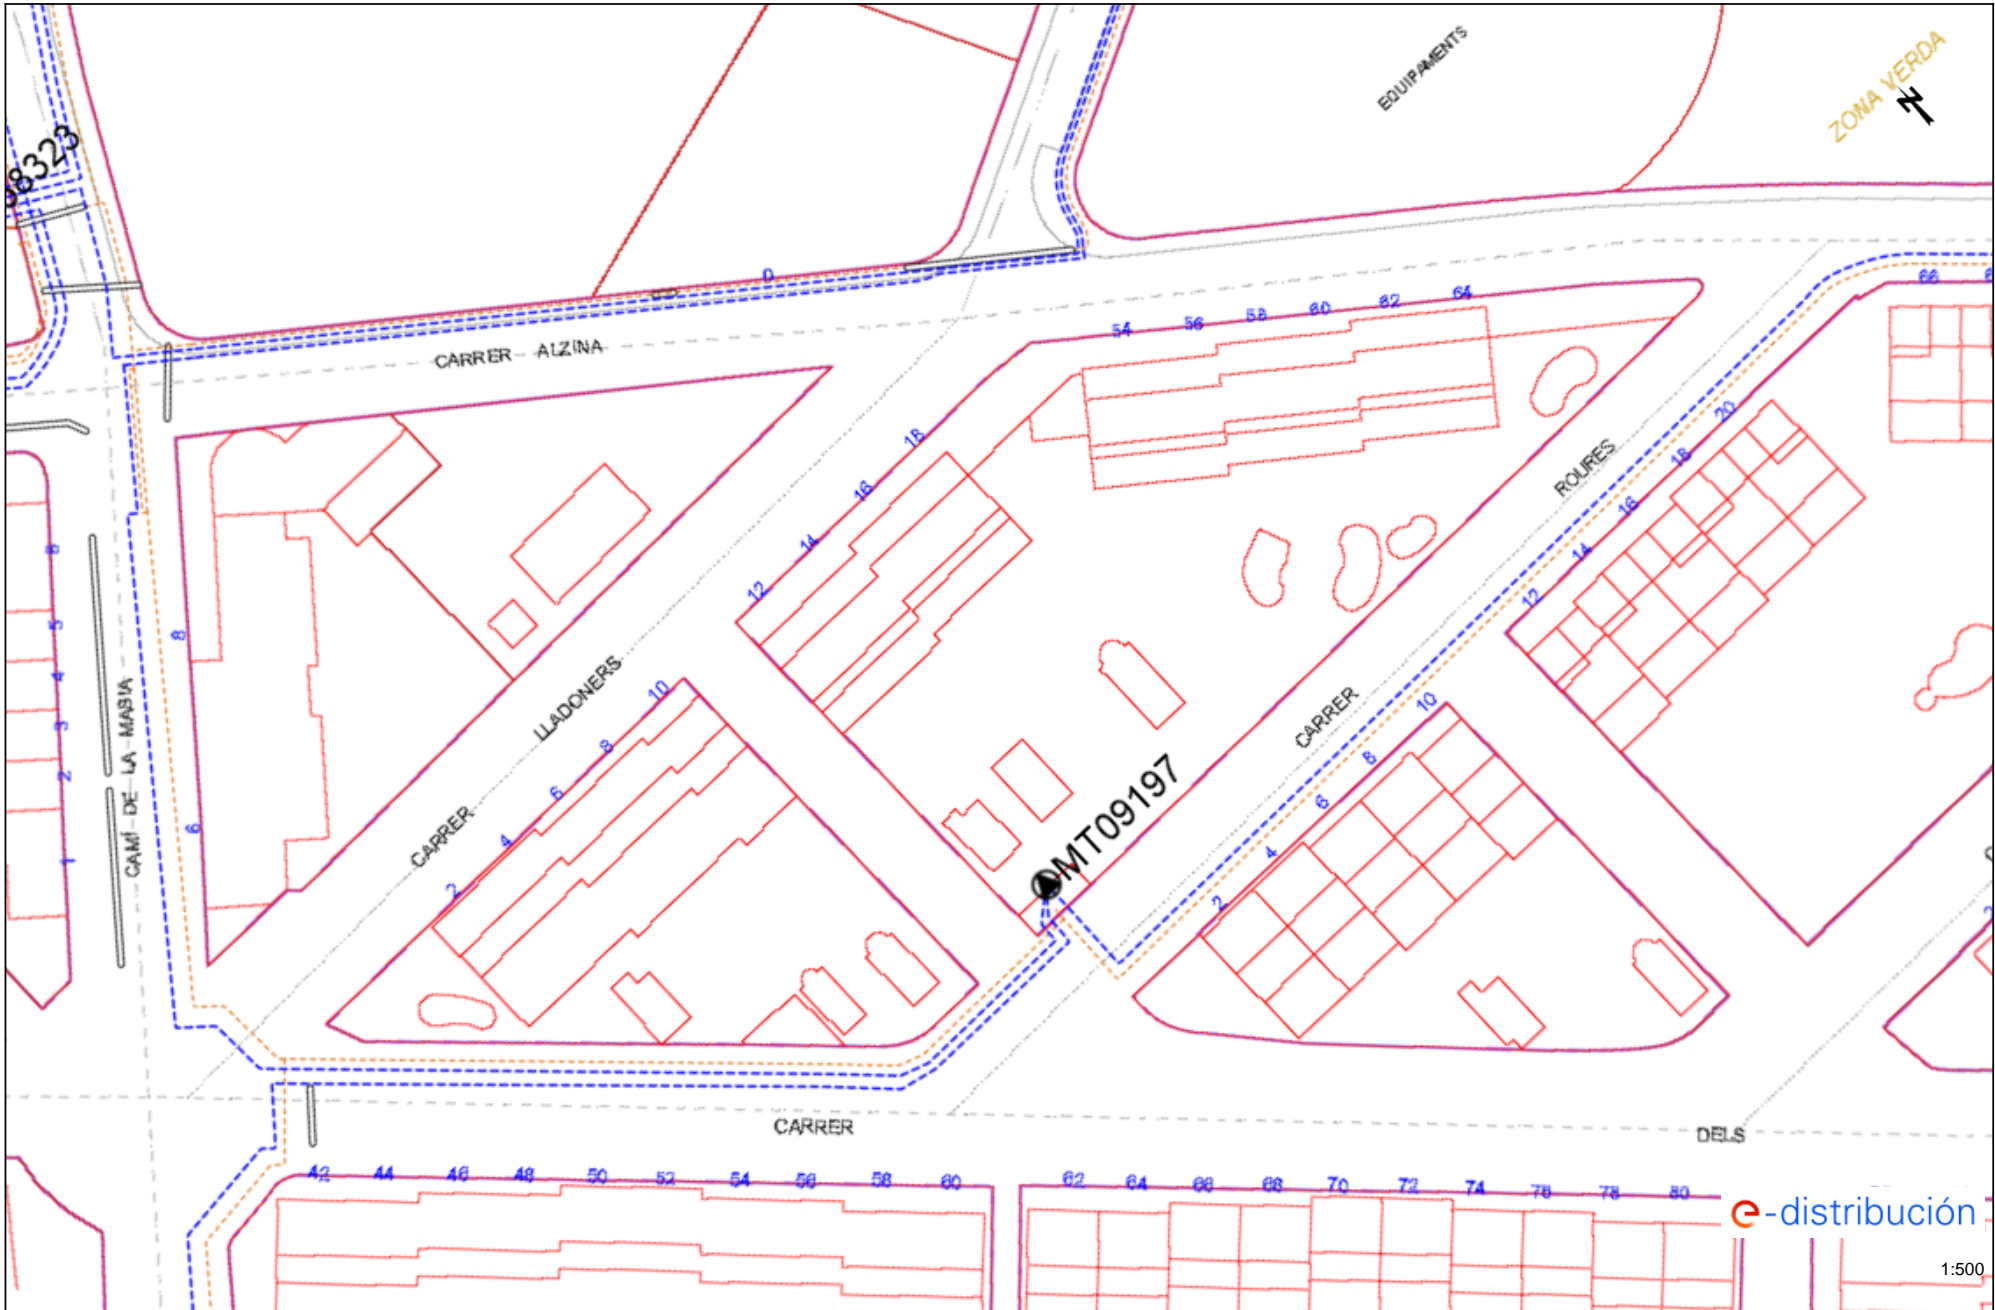 EQUIPAMENTS
ZONA VERDA
N
8323
0
CARRER ALZINA
54 56 58 60 62 64
66
18
16
14
12
20
18
16
14
12
ROURES
CARRER
10
8
6
4
2
8
6
5
4
3
2
1
CAMÍ DE LA MASIA
LLADONERS
CARRER
10
8
6
4
2
MT09197
CARRER
DELS
42 44 46 48 50 52 54 56 58 60
62 64 66 68 70 72 74 76 78 80
e-distribución
1:500